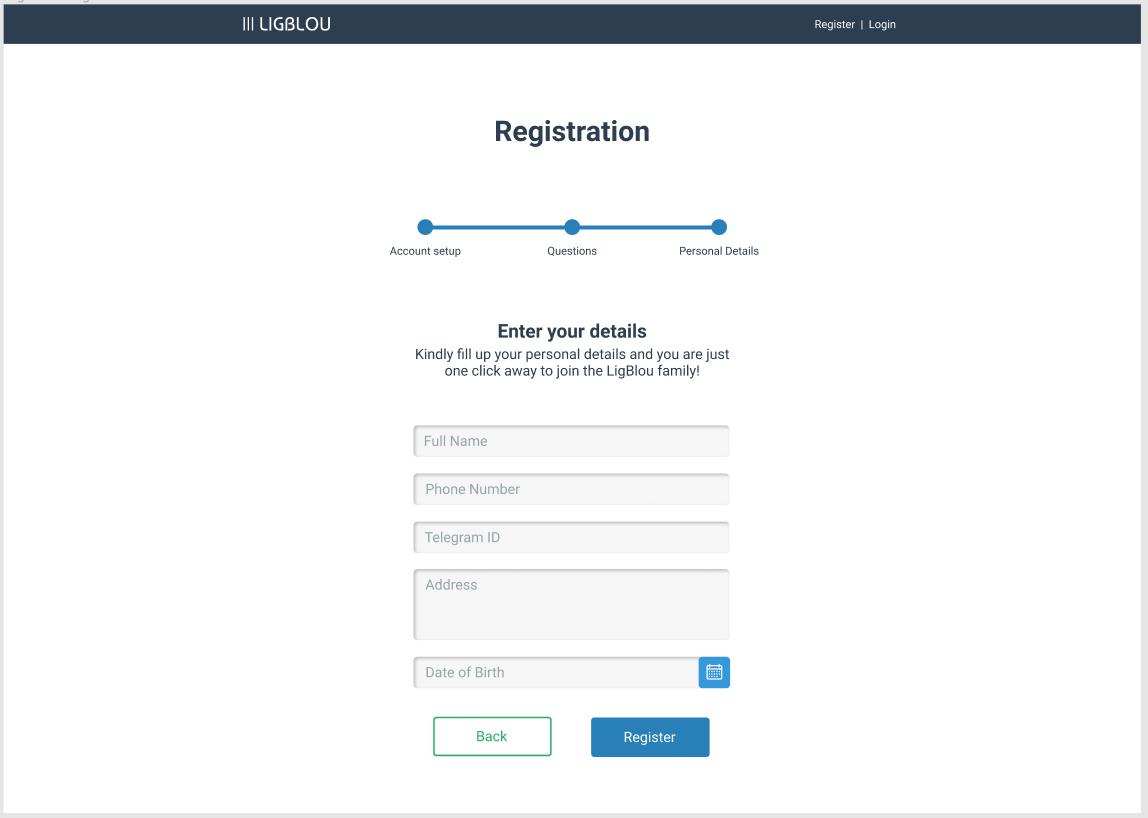 LIGBLOU
Register | Login
Registration
Account setup
Questions
Personal Details
Enter your details
Kindly fill up your personal details and you are just
one click away to join the LigBlou family!
Full Name
Phone Number
Telegram ID
Address
Date of Birth
Back
Register